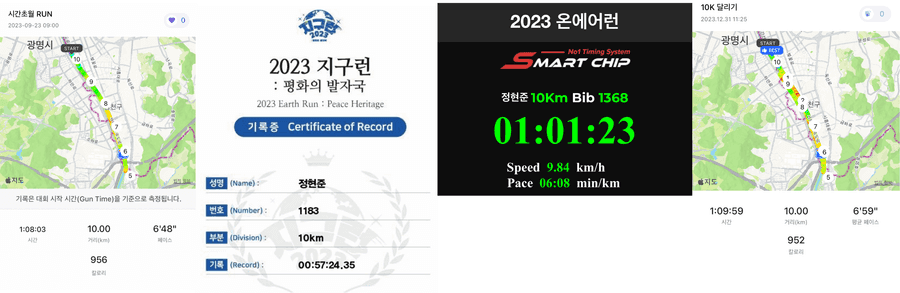 시간초월 RUN
2023-09-23 09:00
0
광명시
START
10
9
8
천구
7
6
5
지도
기록은 대회 시작 시간(Gun Time)을 기준으로 측정됩니다.
1:08:03
10.00
6'48"
시간
거리(km)
페이스
956
칼로리
지구런
2023
2023 지구런
: 평화의 발자국
2023 Earth Run : Peace Heritage
기록증 Certificate of Record
성명 (Name) : 정현준
번호 (Number) : 1183
부분 (Division) : 10km
기록 (Record) : 00:57:24.35
2023 온에어런
No1 Timing System
SMART CHIP
정현준 10Km Bib 1368
01:01:23
Speed 9.84 km/h
Pace 06:08 min/km
10K 달리기
2023.12.31 11:25
0
광명시
START
BEST
10
1
9
2
8
천구
7
6
5
지도
1:09:59
10.00
6'59"
시간
거리(km)
평균 페이스
952
칼로리